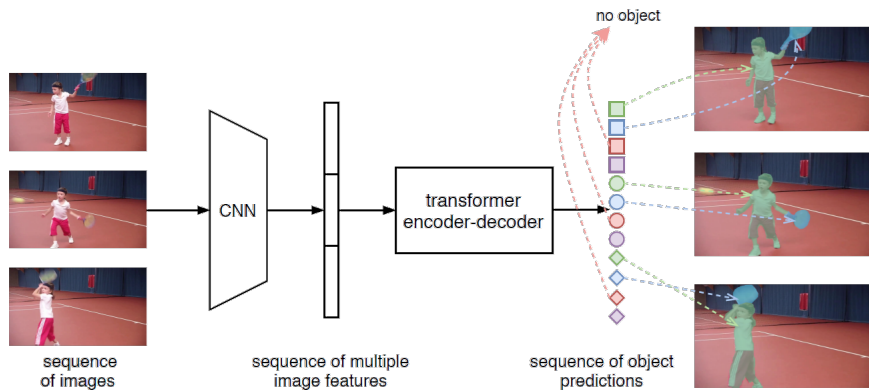 no object
CNN
transformer
encoder-decoder
sequence
of images
sequence of multiple
image features
sequence of object
predictions